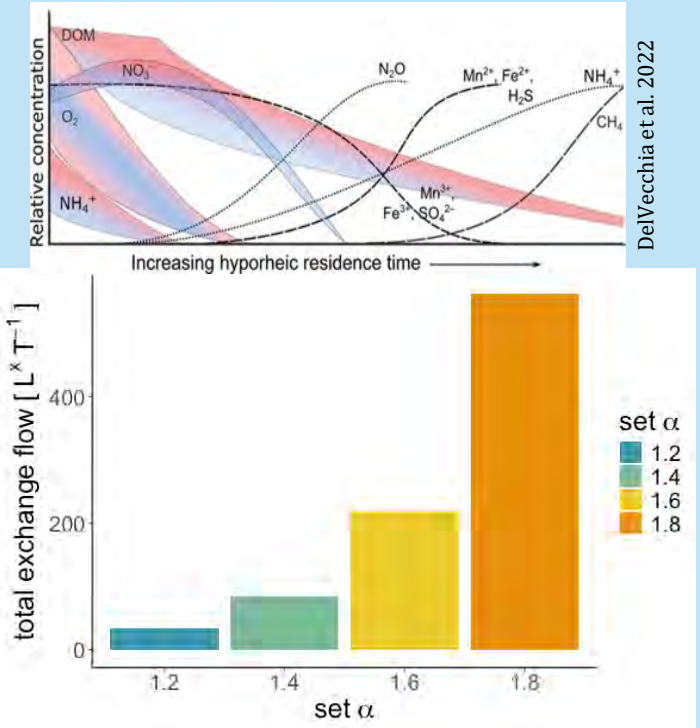 DOM
NO₃⁻
O₂
NH₄⁺
N₂O
Mn²⁺, Fe²⁺,
H₂S
NH₄⁺
CH₄
Mn³⁺,
Fe³⁺, SO₄²⁻
Relative concentration
Increasing hyporheic residence time
DelVecchia et al. 2022
total exchange flow [ Lˣ T⁻¹ ]
400
200
0
1.2 1.4 1.6 1.8
set α
set α
1.2
1.4
1.6
1.8